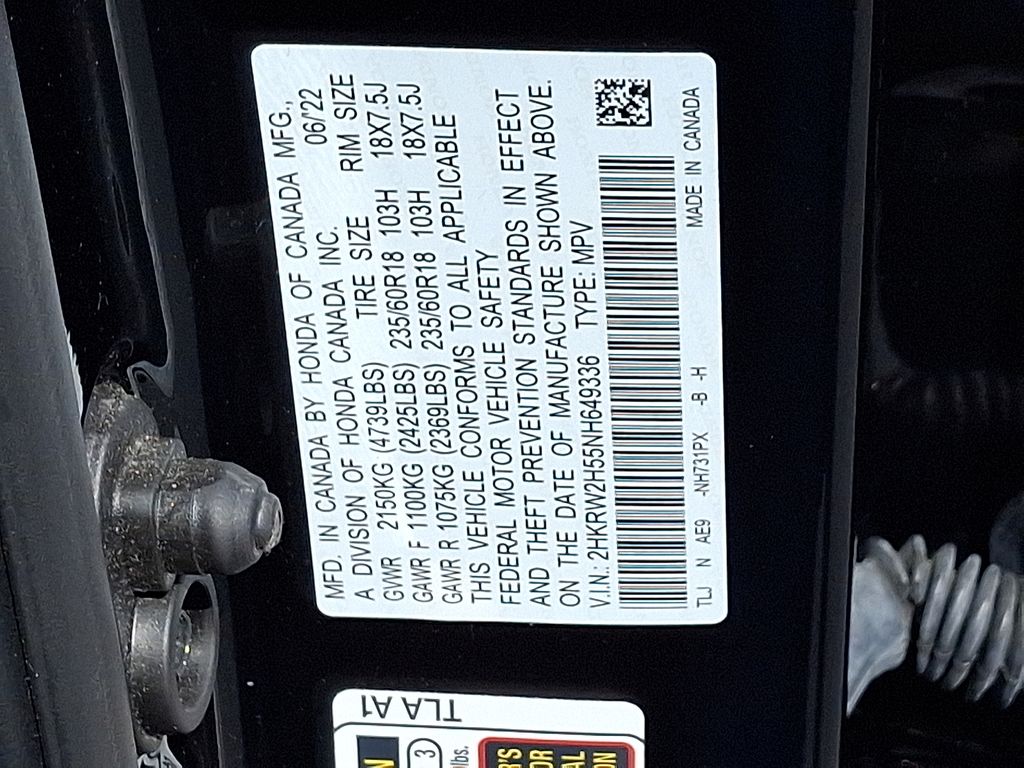 MFD. IN CANADA BY HONDA OF CANADA MFG.,
A DIVISION OF HONDA CANADA INC. 06/'22
TIRE SIZE RIM SIZE
GWR 2150KG (4739LBS)
GAWR F 1100KG (2425LBS) 235/60R18 103H 18X7.5J
GAWR R 1075KG (2369LBS) 235/60R18 103H 18X7.5J
THIS VEHICLE CONFORMS TO ALL APPLICABLE
FEDERAL MOTOR VEHICLE SAFETY
AND THEFT PREVENTION STANDARDS IN EFFECT
ON THE DATE OF MANUFACTURE SHOWN ABOVE.
V.I.N.: 2HKRW2H55NH649336 TYPE: MPV
TLJ N AE9 -NH731PX -B -H MADE IN CANADA
TLA A1
3
lbs.